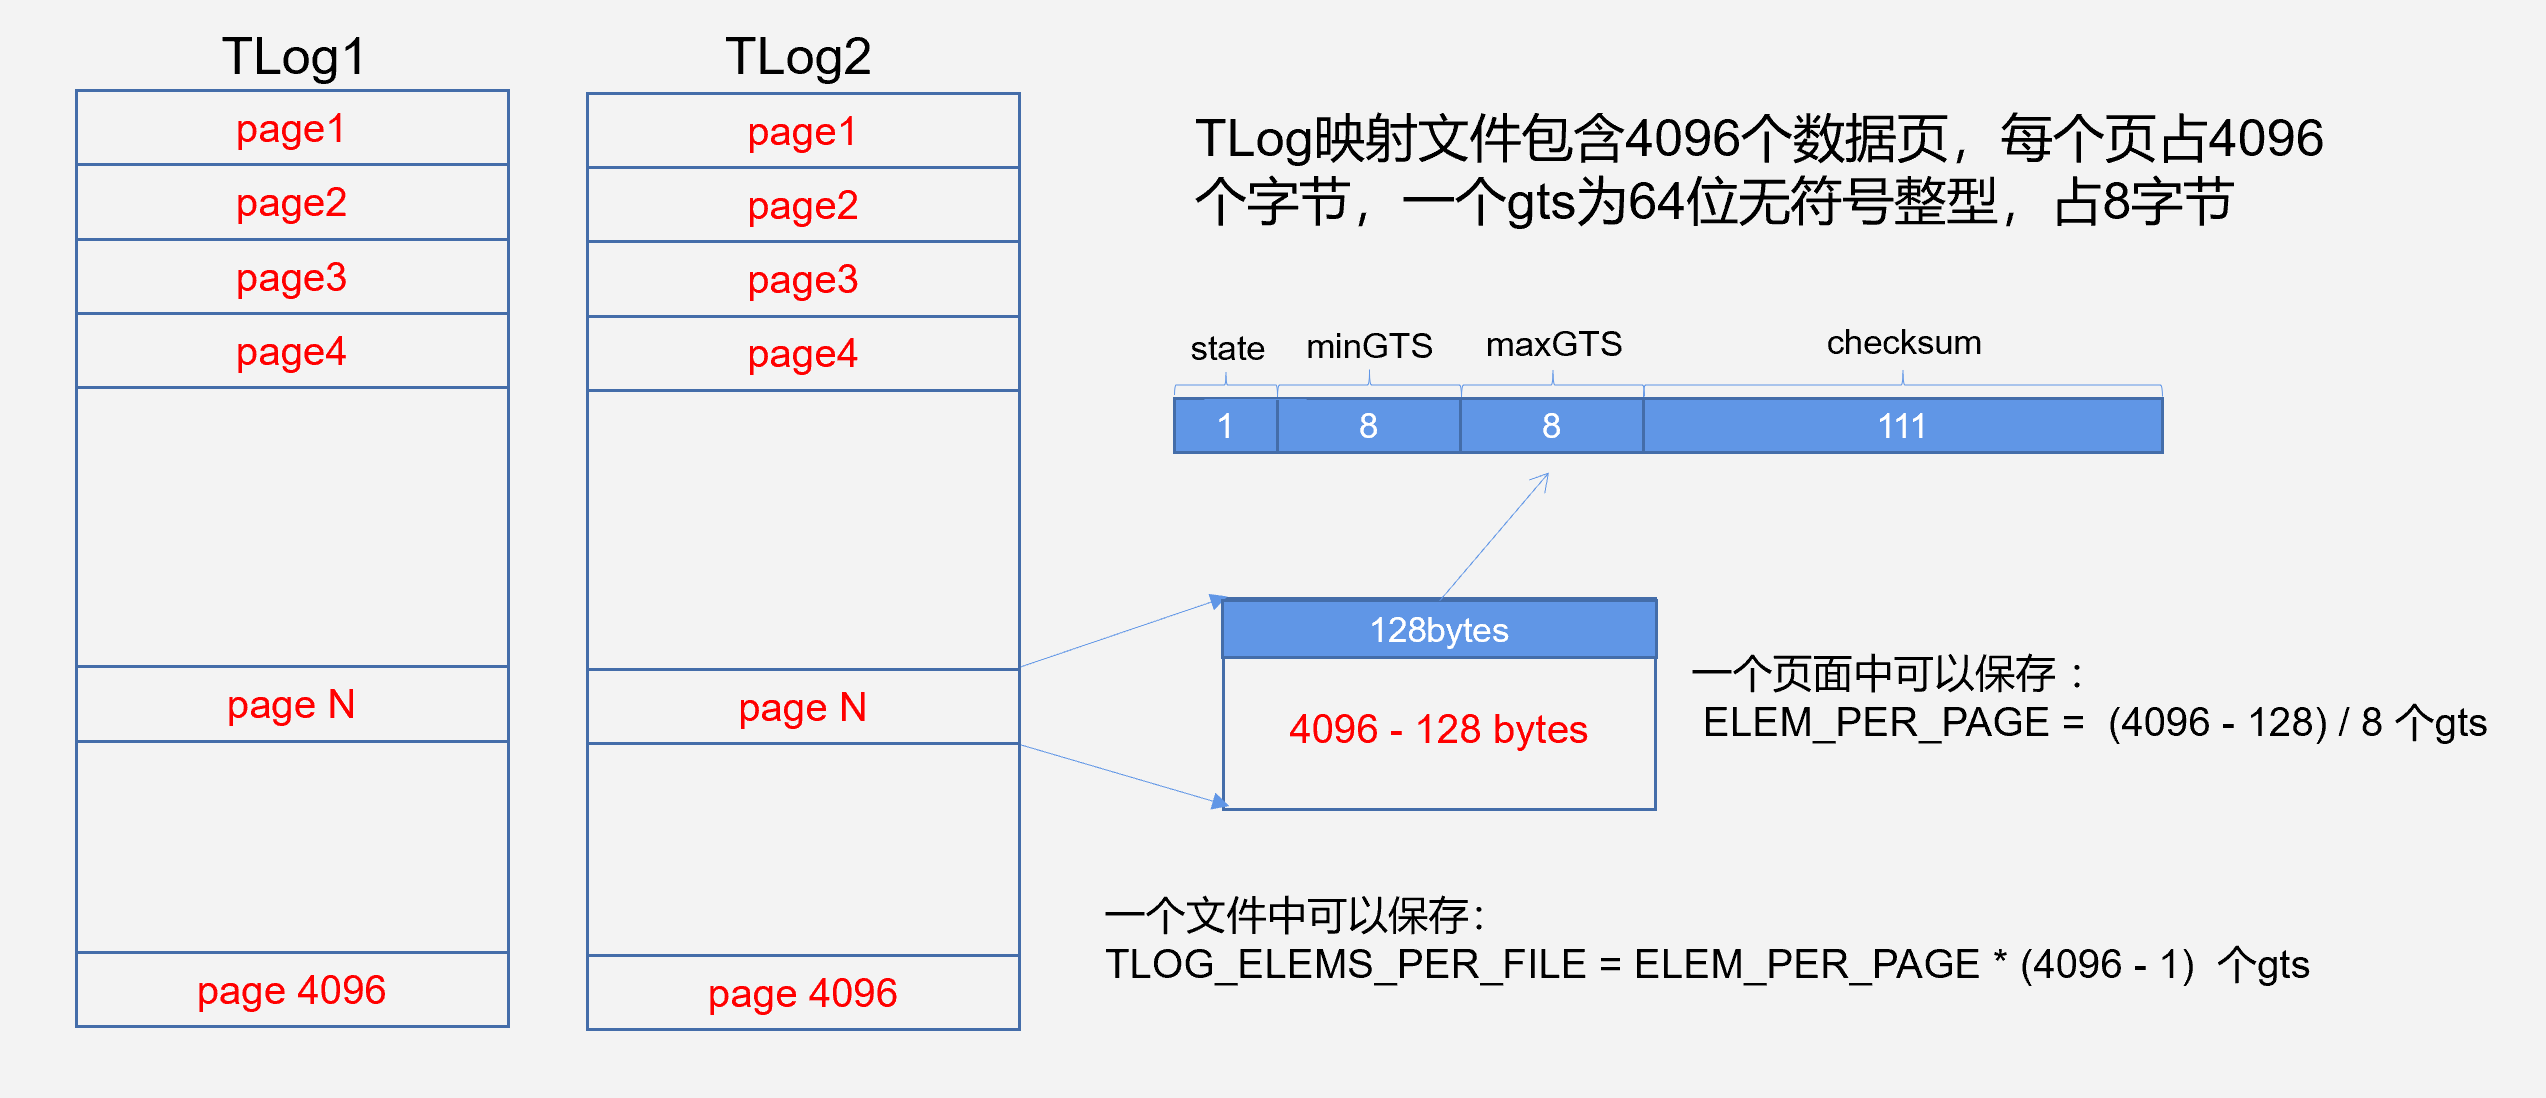 TLog1
page1
page2
page3
page4
page N
page 4096
TLog2
page1
page2
page3
page4
page N
page 4096
TLog映射文件包含4096个数据页，每个页占4096
个字节，一个gts为64位无符号整型，占8字节
state minGTS maxGTS checksum
1 8 8 111
128bytes
4096 - 128 bytes
一个页面中可以保存：
ELEM_PER_PAGE = (4096 - 128) / 8 个gts
一个文件中可以保存：
TLOG_ELEMS_PER_FILE = ELEM_PER_PAGE * (4096 - 1) 个gts